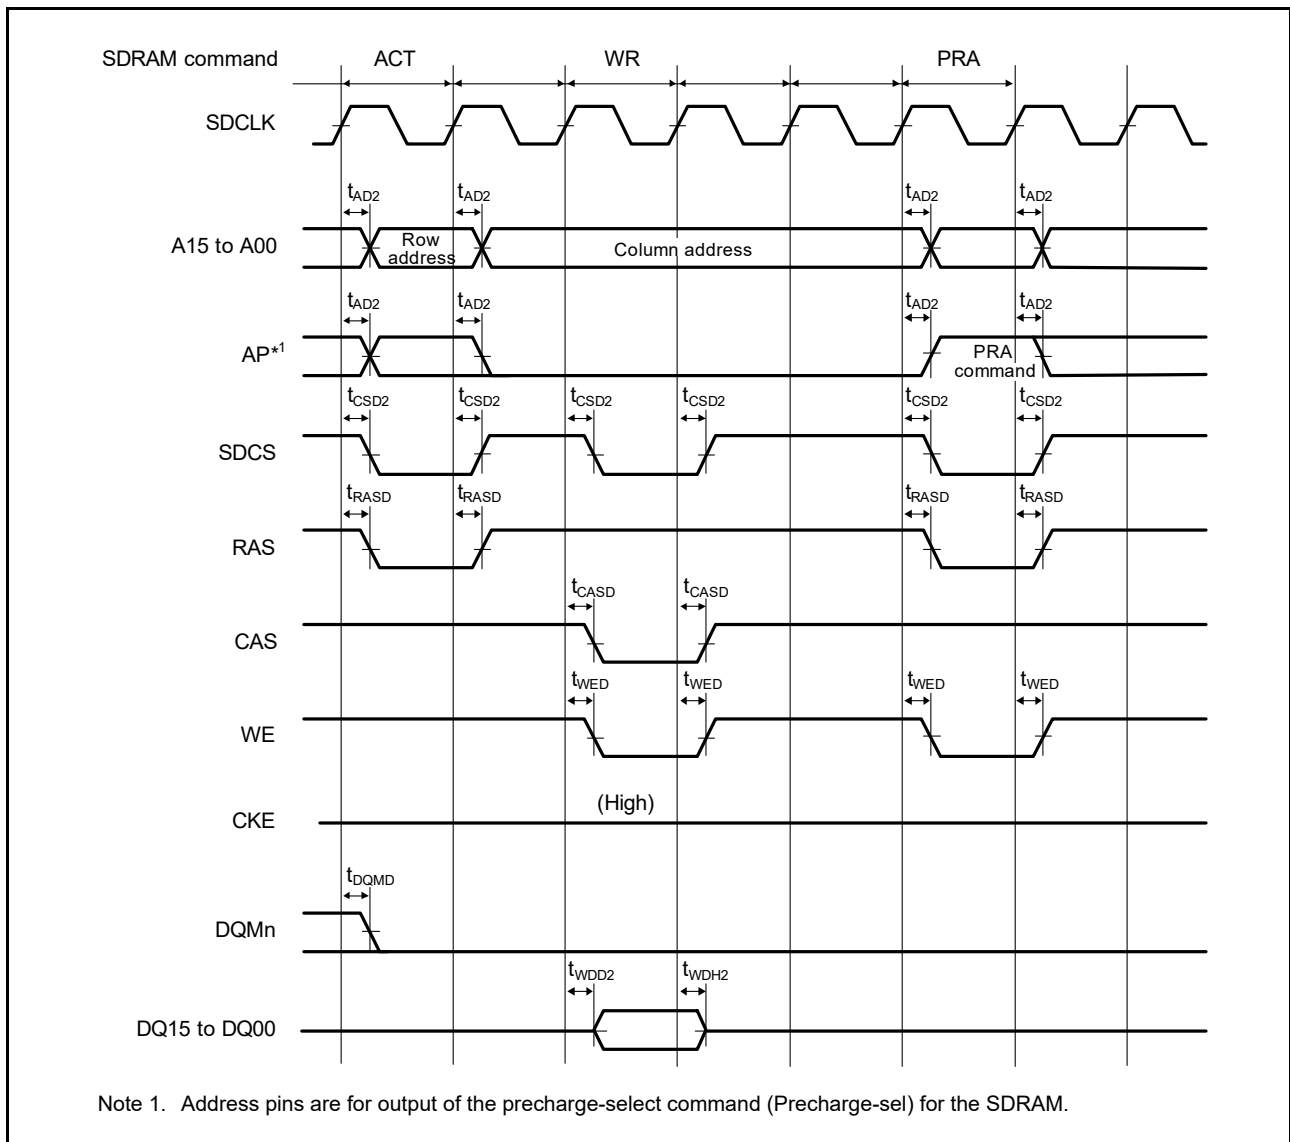 SDRAM command ACT WR PRA
SDCLK
tAD2 tAD2 tAD2 tAD2
A15 to A00 Row address Column address
tAD2 tAD2 tAD2 tAD2
AP*1 PRA command
tCSD2 tCSD2 tCSD2 tCSD2 tCSD2 tCSD2
SDCS
tRASD tRASD tRASD tRASD
RAS
tCASD tCASD
CAS
tWED tWED tWED tWED
WE
(High)
CKE
tDQMD
DQMn
tWDD2 tWDH2
DQ15 to DQ00
Note 1. Address pins are for output of the precharge-select command (Precharge-sel) for the SDRAM.